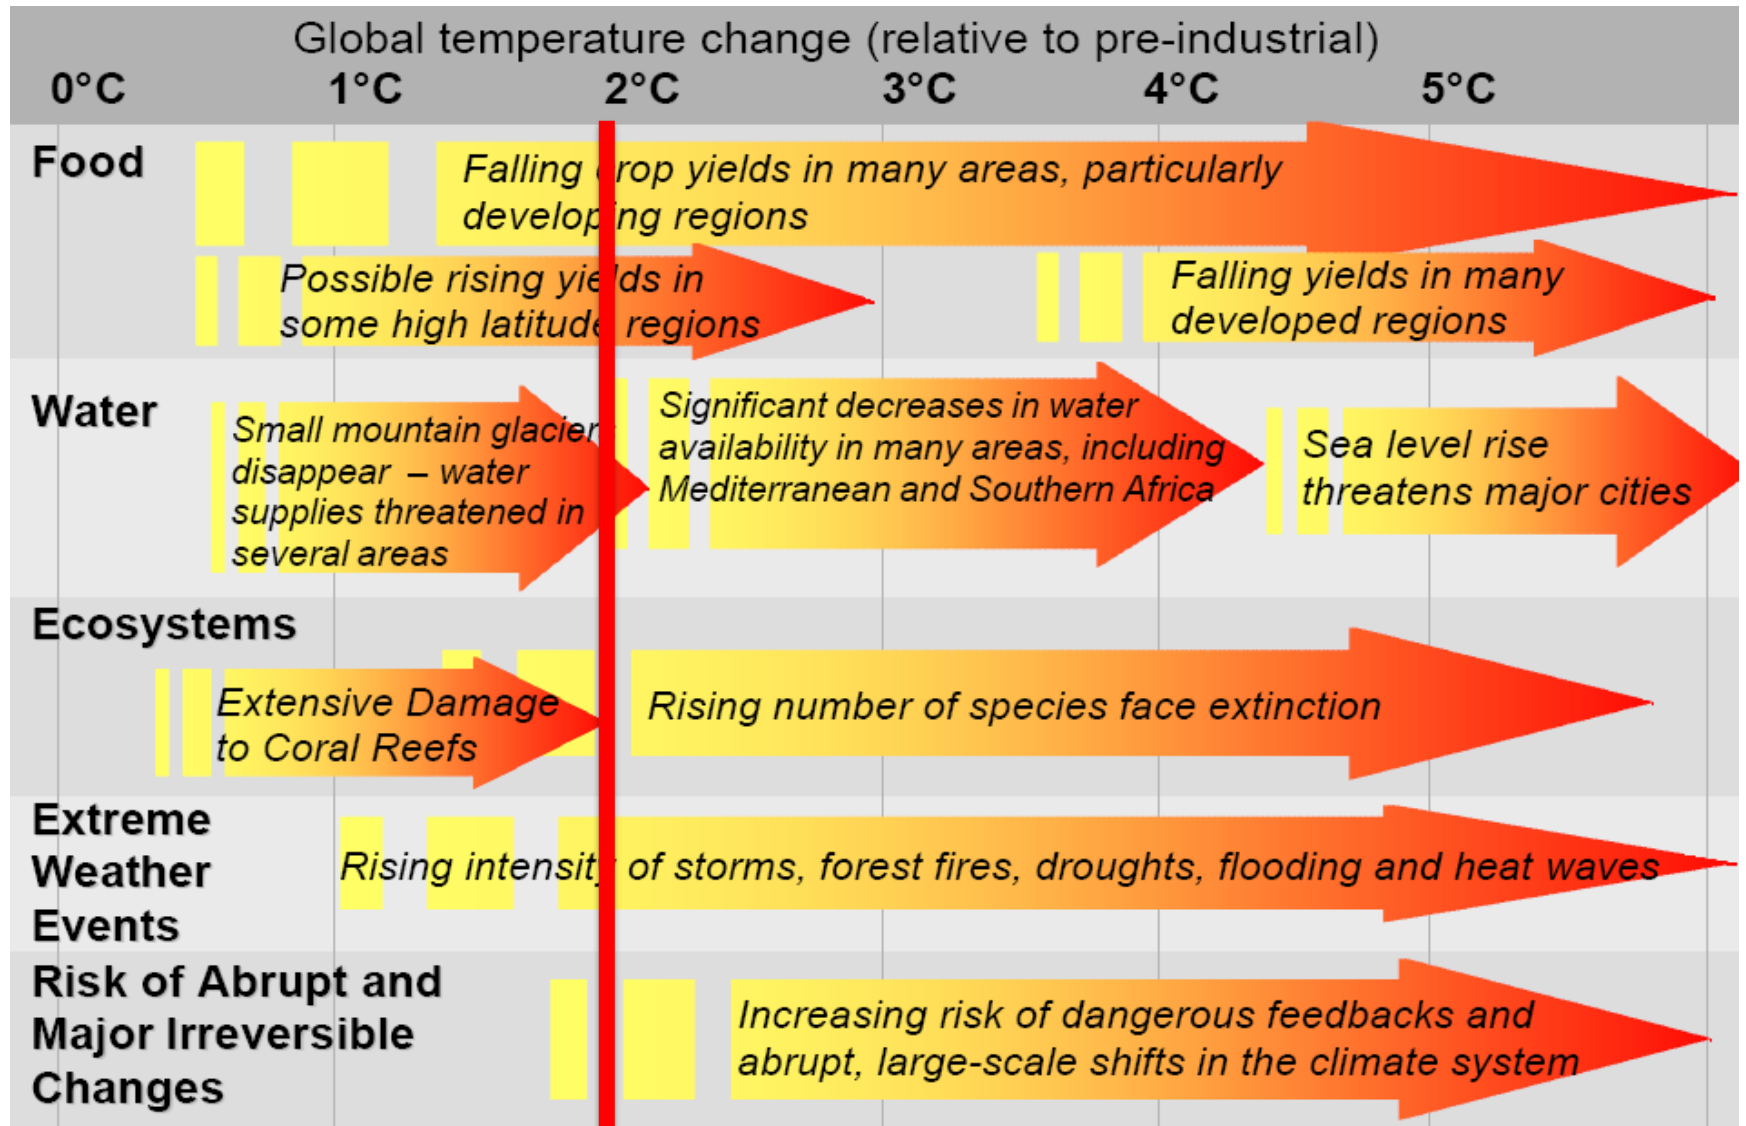 Global temperature change (relative to pre-industrial)
0°C 1°C 2°C 3°C 4°C 5°C
Food
Falling crop yields in many areas, particularly
developing regions
Possible rising yields in
some high latitude regions
Falling yields in many
developed regions
Water
Small mountain glaciers
disappear – water
supplies threatened in
several areas
Significant decreases in water
availability in many areas, including
Mediterranean and Southern Africa
Sea level rise
threatens major cities
Ecosystems
Extensive Damage
to Coral Reefs
Rising number of species face extinction
Extreme
Weather
Events
Rising intensity of storms, forest fires, droughts, flooding and heat waves
Risk of Abrupt and
Major Irreversible
Changes
Increasing risk of dangerous feedbacks and
abrupt, large-scale shifts in the climate system